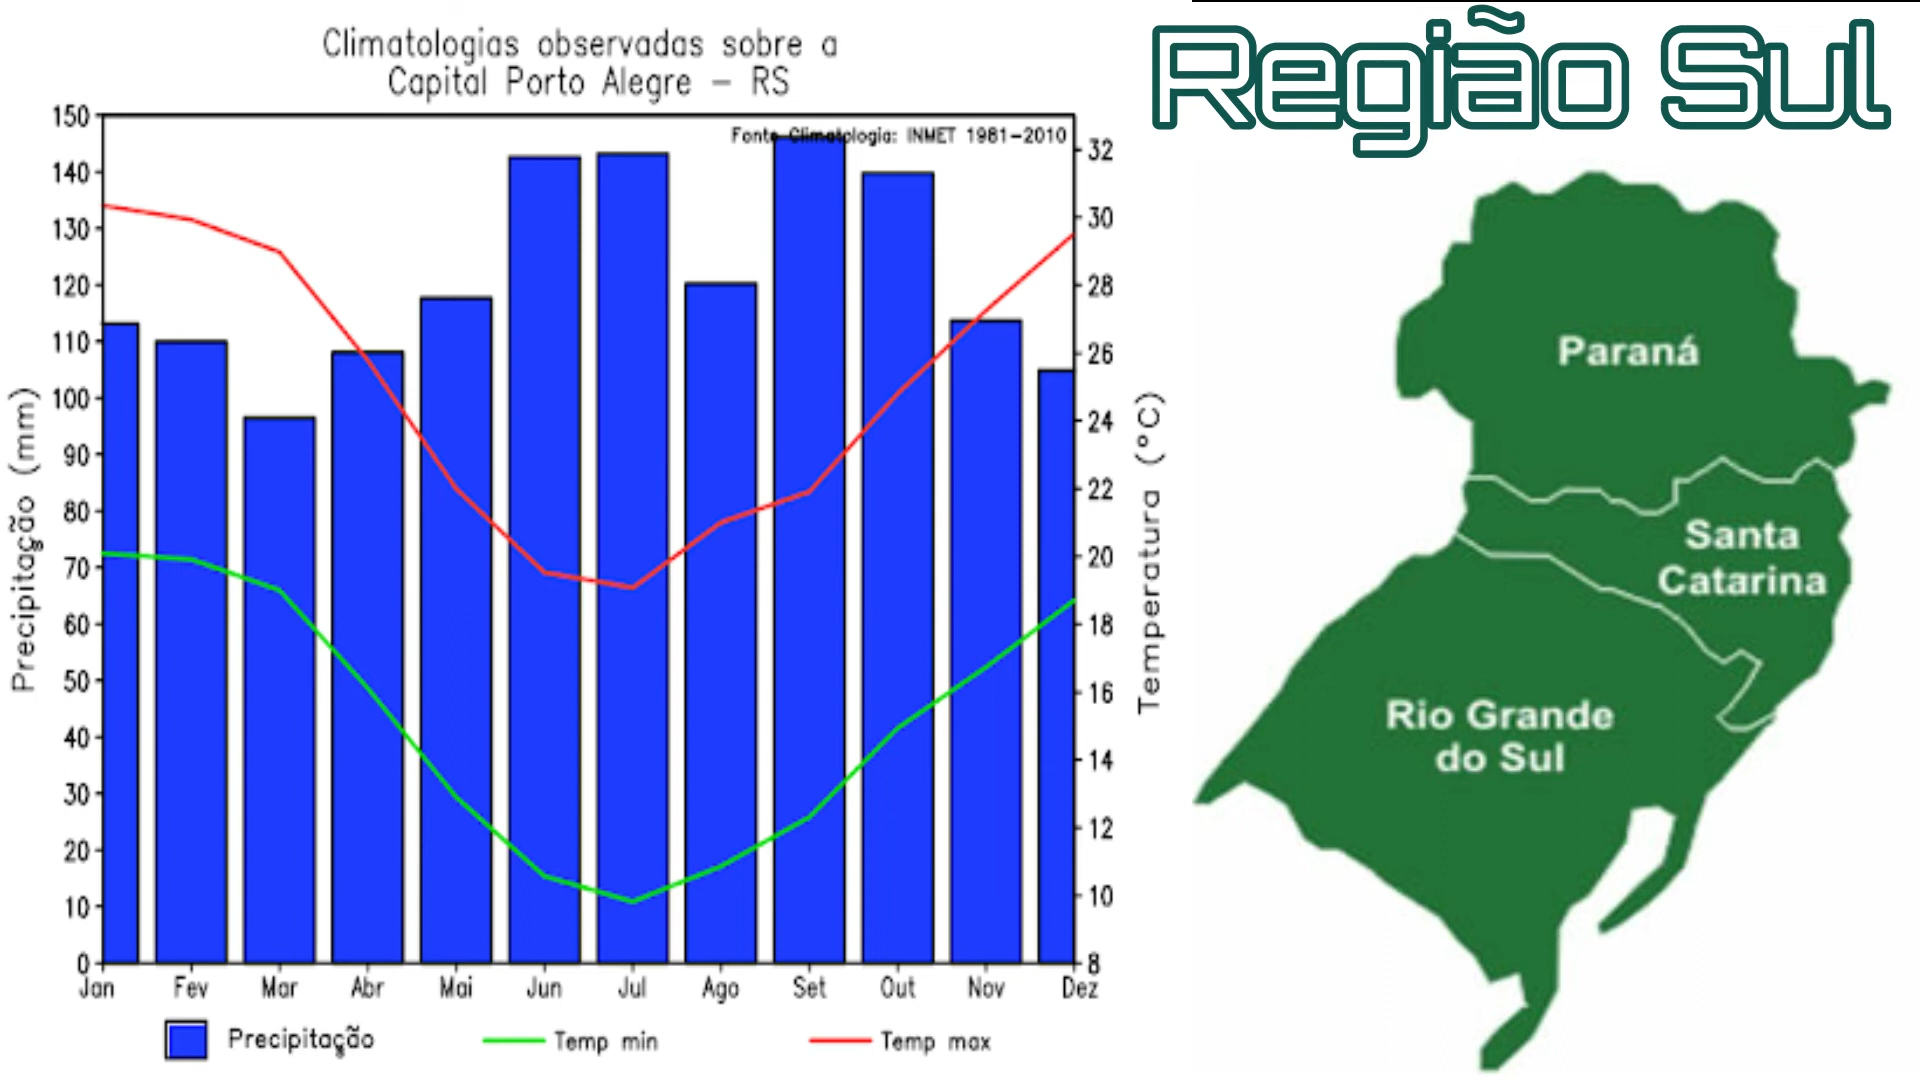 Climatologias observadas sobre a
Capital Porto Alegre – RS
Fonte Climatologia: INMET 1981–2010
Precipitação (mm)
150
140
130
120
110
100
90
80
70
60
50
40
30
20
10
0
Temperatura (°C)
32
30
28
26
24
22
20
18
16
14
12
10
8
Jan Fev Mar Abr Mai Jun Jul Ago Set Out Nov Dez
Precipitação Temp min Temp max
Região Sul
Paraná
Santa
Catarina
Rio Grande
do Sul